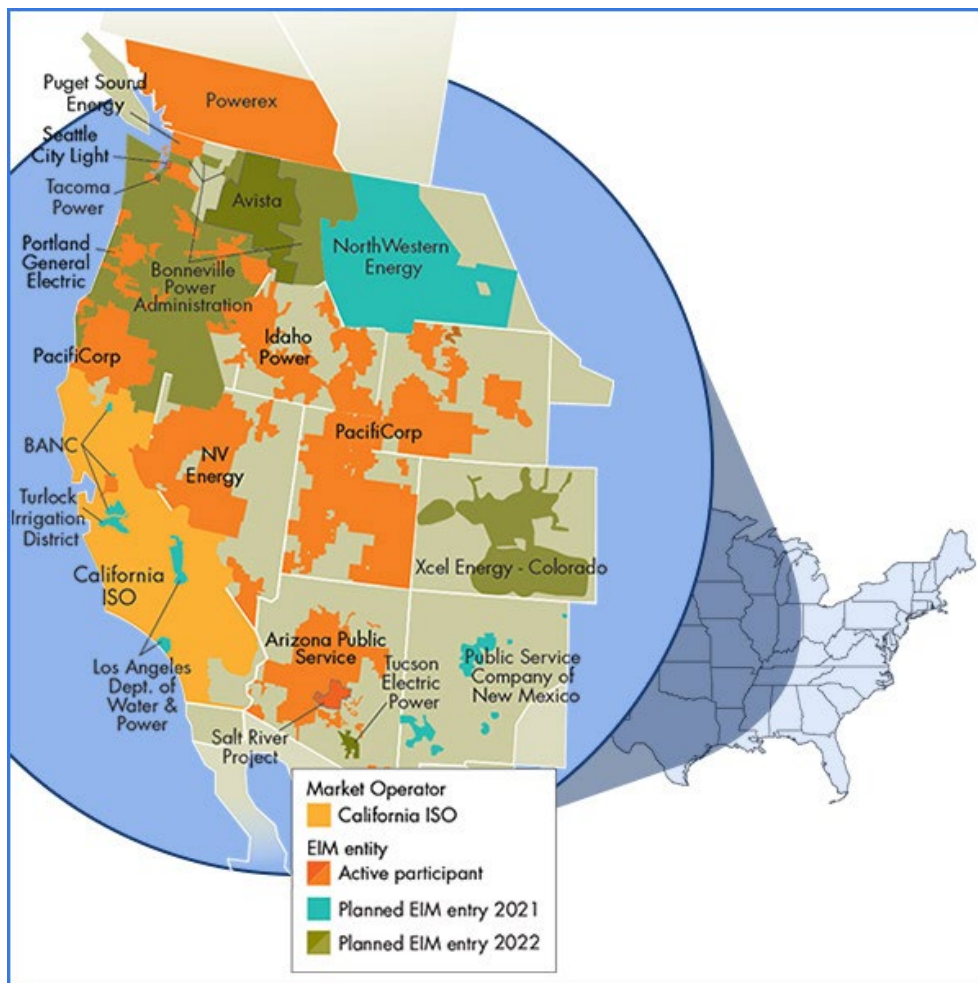 Puget Sound
Energy
Powerex
Seattle
City Light
Tacoma
Power
Avista
Portland
General
Electric
Bonneville
Power
Administration
NorthWestern
Energy
PacifiCorp
Idaho
Power
PacifiCorp
BANC
NV
Energy
Turlock
Irrigation
District
California
ISO
Xcel Energy - Colorado
Los Angeles
Dept. of
Water &
Power
Arizona Public
Service
Tucson
Electric
Power
Public Service
Company of
New Mexico
Salt River
Project
Market Operator
California ISO
EIM entity
Active participant
Planned EIM entry 2021
Planned EIM entry 2022